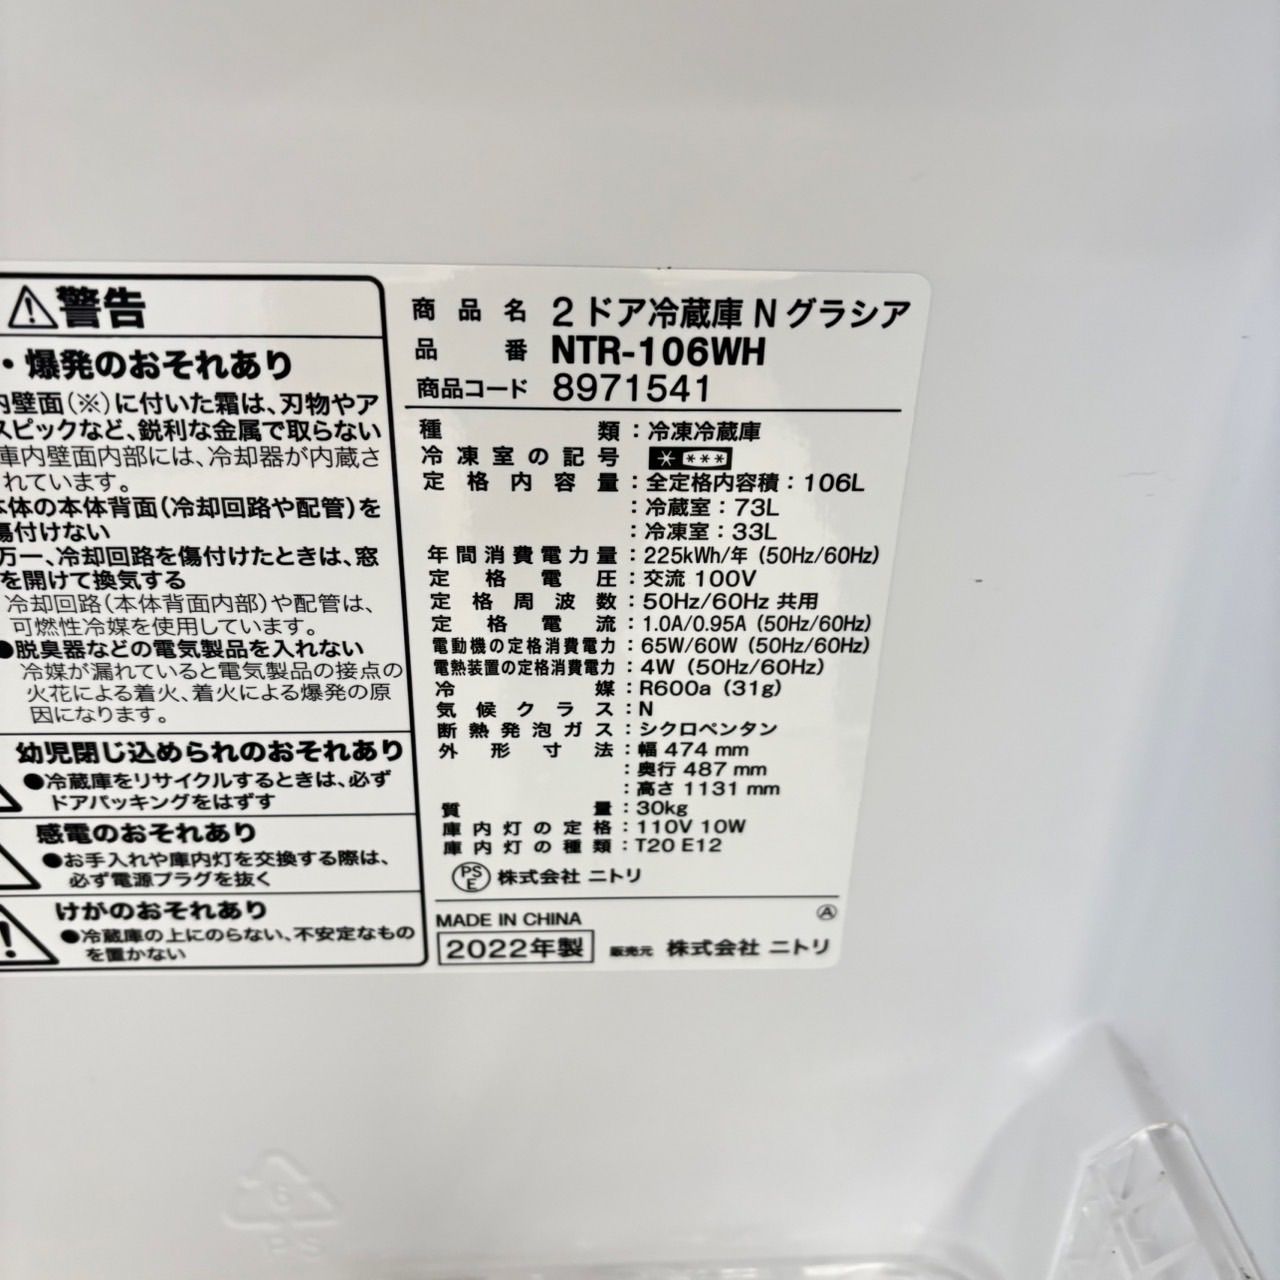 警告
・爆発のおそれあり
内壁面(※)に付いた霜は、刃物やア
スピックなど、鋭利な金属で取らない
庫内壁面内部には、冷却器が内蔵さ
れています。
本体の本体背面(冷却回路や配管)を
傷付けない
万一、冷却回路を傷付けたときは、窓
を開けて換気する
冷却回路(本体背面内部)や配管は、
可燃性冷媒を使用しています。
●脱臭器などの電気製品を入れない
冷媒が漏れていると電気製品の接点の
火花による着火、着火による爆発の原
因になります。
幼児閉じ込められのおそれあり
●冷蔵庫をリサイクルするときは、必ず
ドアパッキングをはずす
感電のおそれあり
●お手入れや庫内灯を交換する際は、
必ず電源プラグを抜く
けがのおそれあり
●冷蔵庫の上にのらない、不安定なもの
を置かない
商品名 2ドア冷蔵庫 N グラシア
品番 NTR-106WH
商品コード 8971541
種類：冷凍冷蔵庫
冷凍室の記号 * ***
定格内容量：全定格内容積：106L
：冷蔵室：73L
：冷凍室：33L
年間消費電力量：225kWh/年 (50Hz/60Hz)
定格電圧：交流 100V
定格周波数：50Hz/60Hz 共用
定格電流：1.0A/0.95A (50Hz/60Hz)
電動機の定格消費電力：65W/60W (50Hz/60Hz)
電熱装置の定格消費電力：4W (50Hz/60Hz)
冷媒：R600a (31g)
気候クラス：N
断熱発泡ガス：シクロペンタン
外形寸法：幅 474 mm
：奥行 487 mm
：高さ 1131 mm
質量：30kg
庫内灯の定格：110V 10W
庫内灯の種類：T20 E12
PSE 株式会社 ニトリ
MADE IN CHINA Ⓐ
2022年製 販売元 株式会社 ニトリ
6
PS